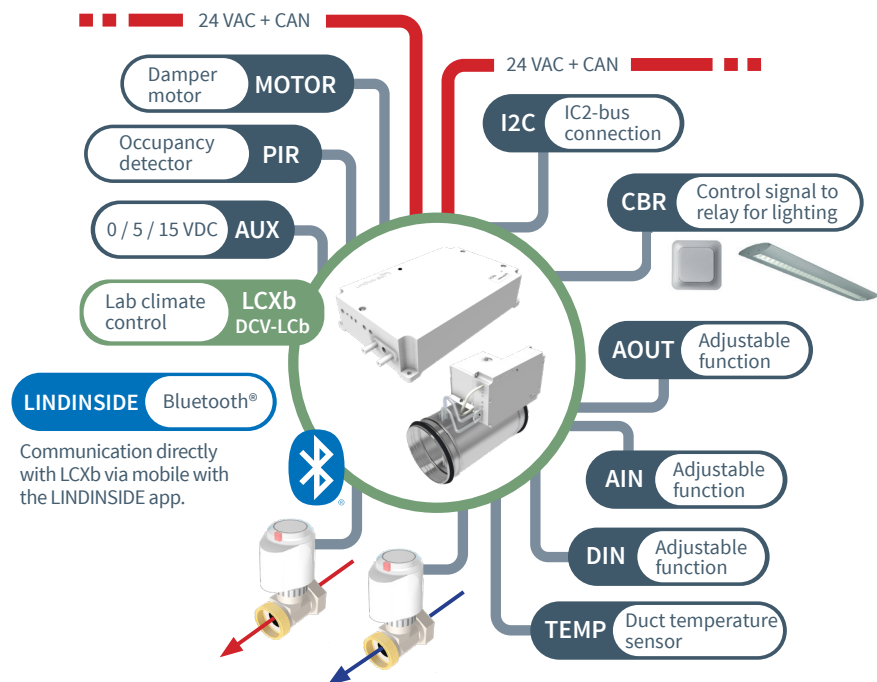 24 VAC + CAN
24 VAC + CAN
Damper
motor
MOTOR
I2C
IC2-bus
connection
Occupancy
detector
PIR
CBR
Control signal to
relay for lighting
0 / 5 / 15 VDC
AUX
Lab climate
control
LCXb
DCV-LCb
AOUT
Adjustable
function
LINDINSIDE
Bluetooth®
Communication directly
with LCXb via mobile with
the LINDINSIDE app.
®
AIN
Adjustable
function
DIN
Adjustable
function
TEMP
Duct temperature
sensor